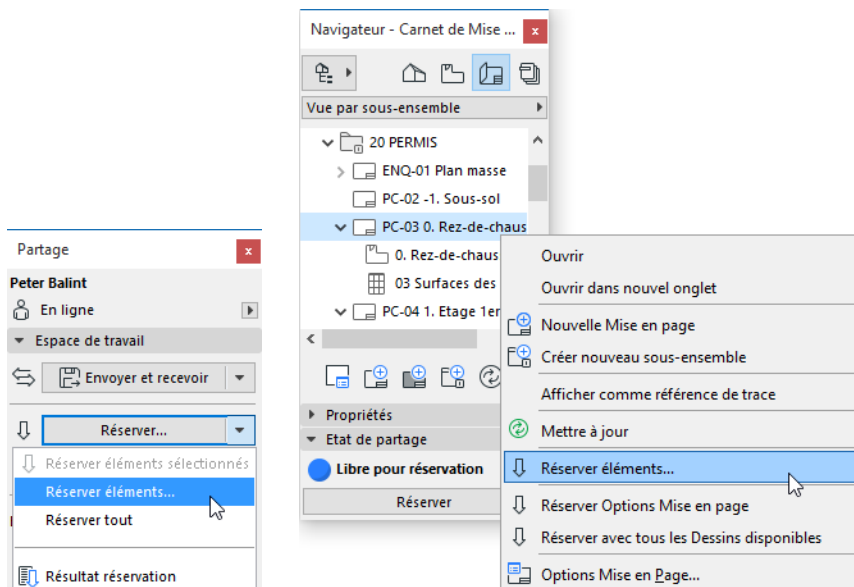 Navigateur - Carnet de Mise ...
Vue par sous-ensemble
20 PERMIS
ENQ-01 Plan masse
PC-02 -1. Sous-sol
PC-03 0. Rez-de-chaus
0. Rez-de-chaus
03 Surfaces des
PC-04 1. Etage 1er
Propriétés
Etat de partage
Libre pour réservation
Réserver
Partage
Peter Balint
En ligne
Espace de travail
Envoyer et recevoir
Réserver...
Réserver éléments sélectionnés
Réserver éléments...
Réserver tout
Résultat réservation
Ouvrir
Ouvrir dans nouvel onglet
Nouvelle Mise en page
Créer nouveau sous-ensemble
Afficher comme référence de trace
Mettre à jour
Réserver éléments...
Réserver Options Mise en page
Réserver avec tous les Dessins disponibles
Options Mise en Page...